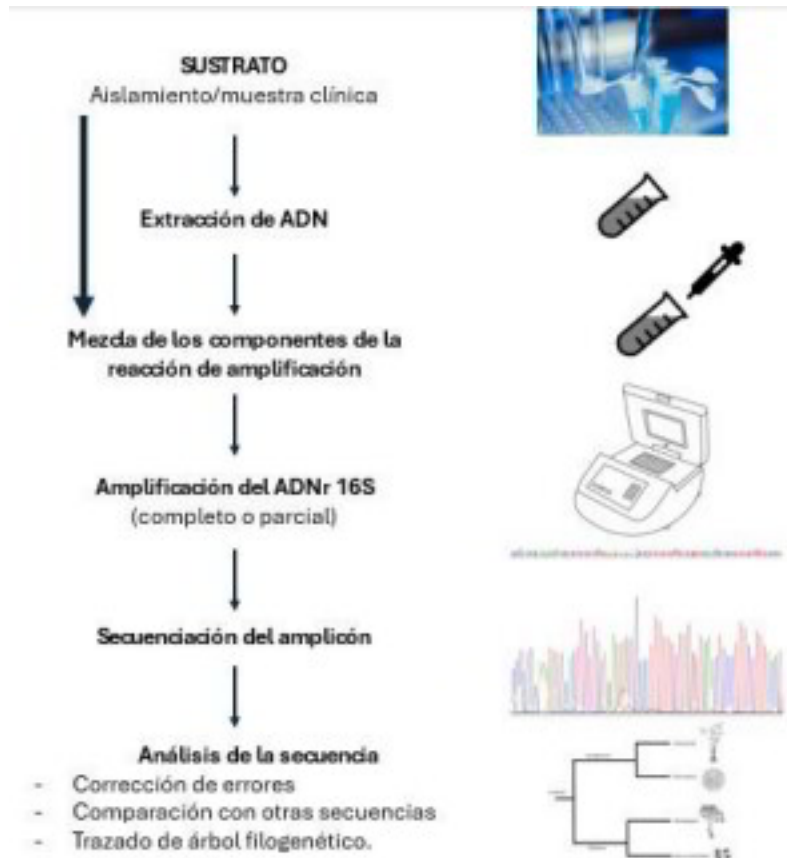 SUSTRATO
Aislamiento/muestra clínica
Extracción de ADN
Mezcla de los componentes de la
reacción de amplificación
Amplificación del ADNr 16S
(completo o parcial)
Secuenciación del amplicón
Análisis de la secuencia
- Corrección de errores
- Comparación con otras secuencias
- Trazado de árbol filogenético.